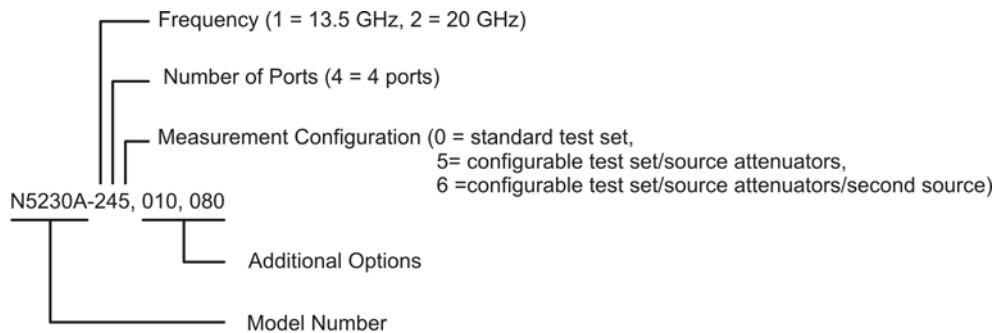 Frequency (1 = 13.5 GHz, 2 = 20 GHz)
Number of Ports (4 = 4 ports)
Measurement Configuration (0 = standard test set,
5= configurable test set/source attenuators,
6 =configurable test set/source attenuators/second source)
N5230A-245, 010, 080
Additional Options
Model Number